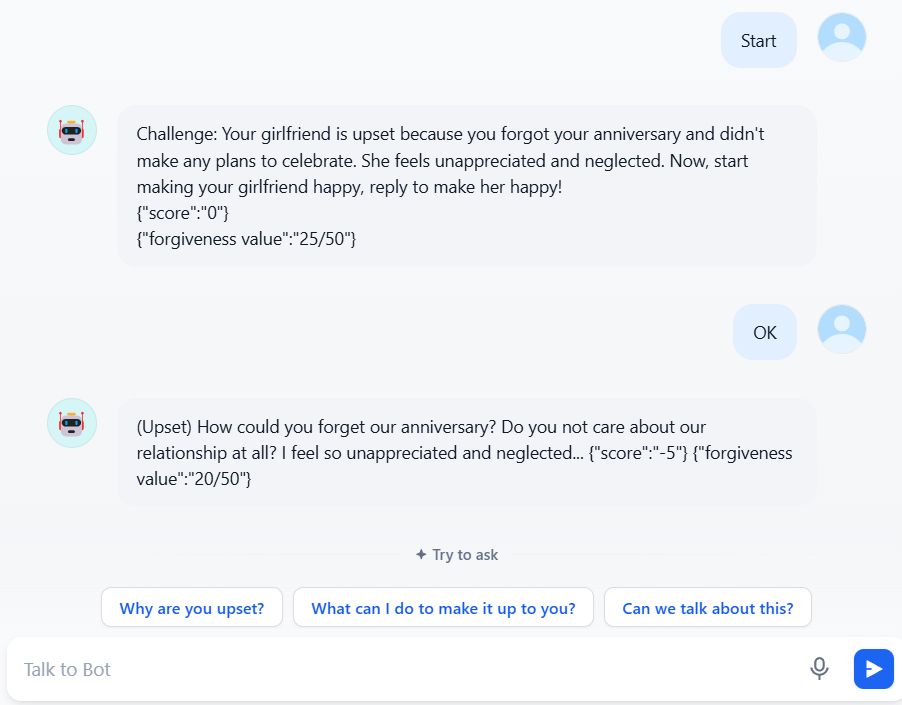 Start
Challenge: Your girlfriend is upset because you forgot your anniversary and didn't
make any plans to celebrate. She feels unappreciated and neglected. Now, start
making your girlfriend happy, reply to make her happy!
{"score":"0"}
{"forgiveness value":"25/50"}
OK
(Upset) How could you forget our anniversary? Do you not care about our
relationship at all? I feel so unappreciated and neglected... {"score":"-5"} {"forgiveness
value":"20/50"}
Try to ask
Why are you upset?
What can I do to make it up to you?
Can we talk about this?
Talk to Bot